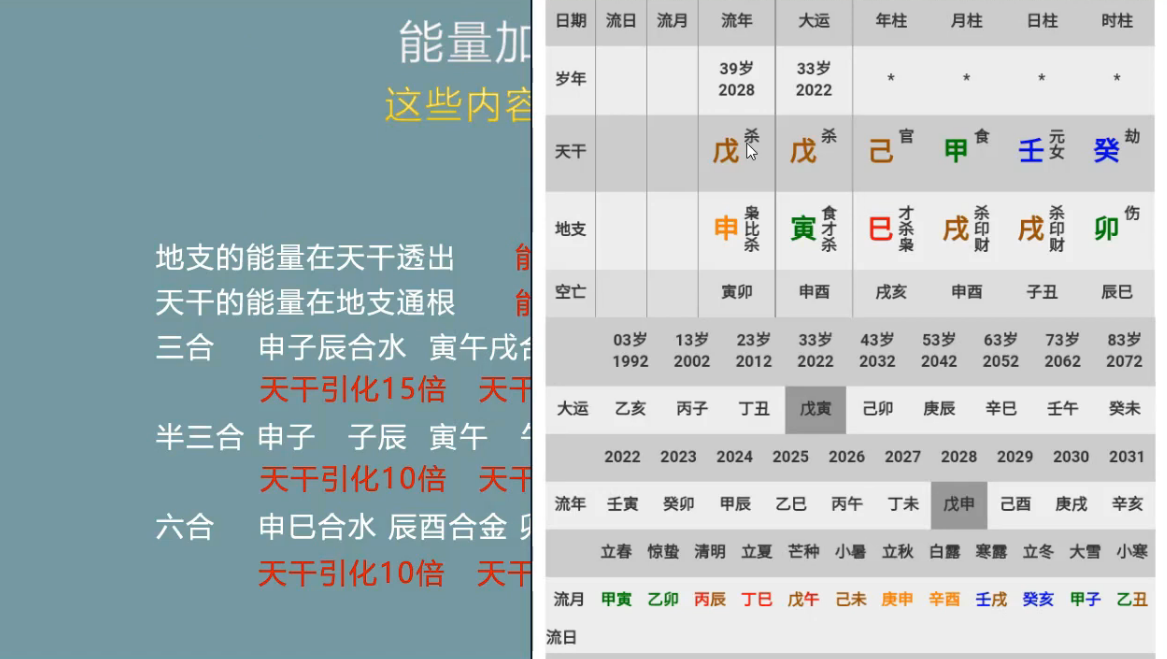 能量加
这些内容
地支的能量在天干透出 能
天干的能量在地支通根 能
三合 申子辰合水 寅午戌合
天干引化15倍 天干
半三合 申子 子辰 寅午 午
天干引化10倍 天干
六合 申巳合水 辰酉合金 卯
天干引化10倍 天干
日期 流日 流月 流年 大运 年柱 月柱 日柱 时柱
岁年 39岁 2028 33岁 2022 * * * *
天干 戊 杀 戊 杀 己 官 甲 食 壬 元女 癸 劫
地支 申 枭比杀 寅 食才杀 巳 才杀枭 戌 杀印财 戌 杀印财 卯 伤
空亡 寅卯 申酉 戌亥 申酉 子丑 辰巳
03岁 13岁 23岁 33岁 43岁 53岁 63岁 73岁 83岁
1992 2002 2012 2022 2032 2042 2052 2062 2072
大运 乙亥 丙子 丁丑 戊寅 己卯 庚辰 辛巳 壬午 癸未
2022 2023 2024 2025 2026 2027 2028 2029 2030 2031
流年 壬寅 癸卯 甲辰 乙巳 丙午 丁未 戊申 己酉 庚戌 辛亥
立春 惊蛰 清明 立夏 芒种 小暑 立秋 白露 寒露 立冬 大雪 小寒
流月 甲寅 乙卯 丙辰 丁巳 戊午 己未 庚申 辛酉 壬戌 癸亥 甲子 乙丑
流日